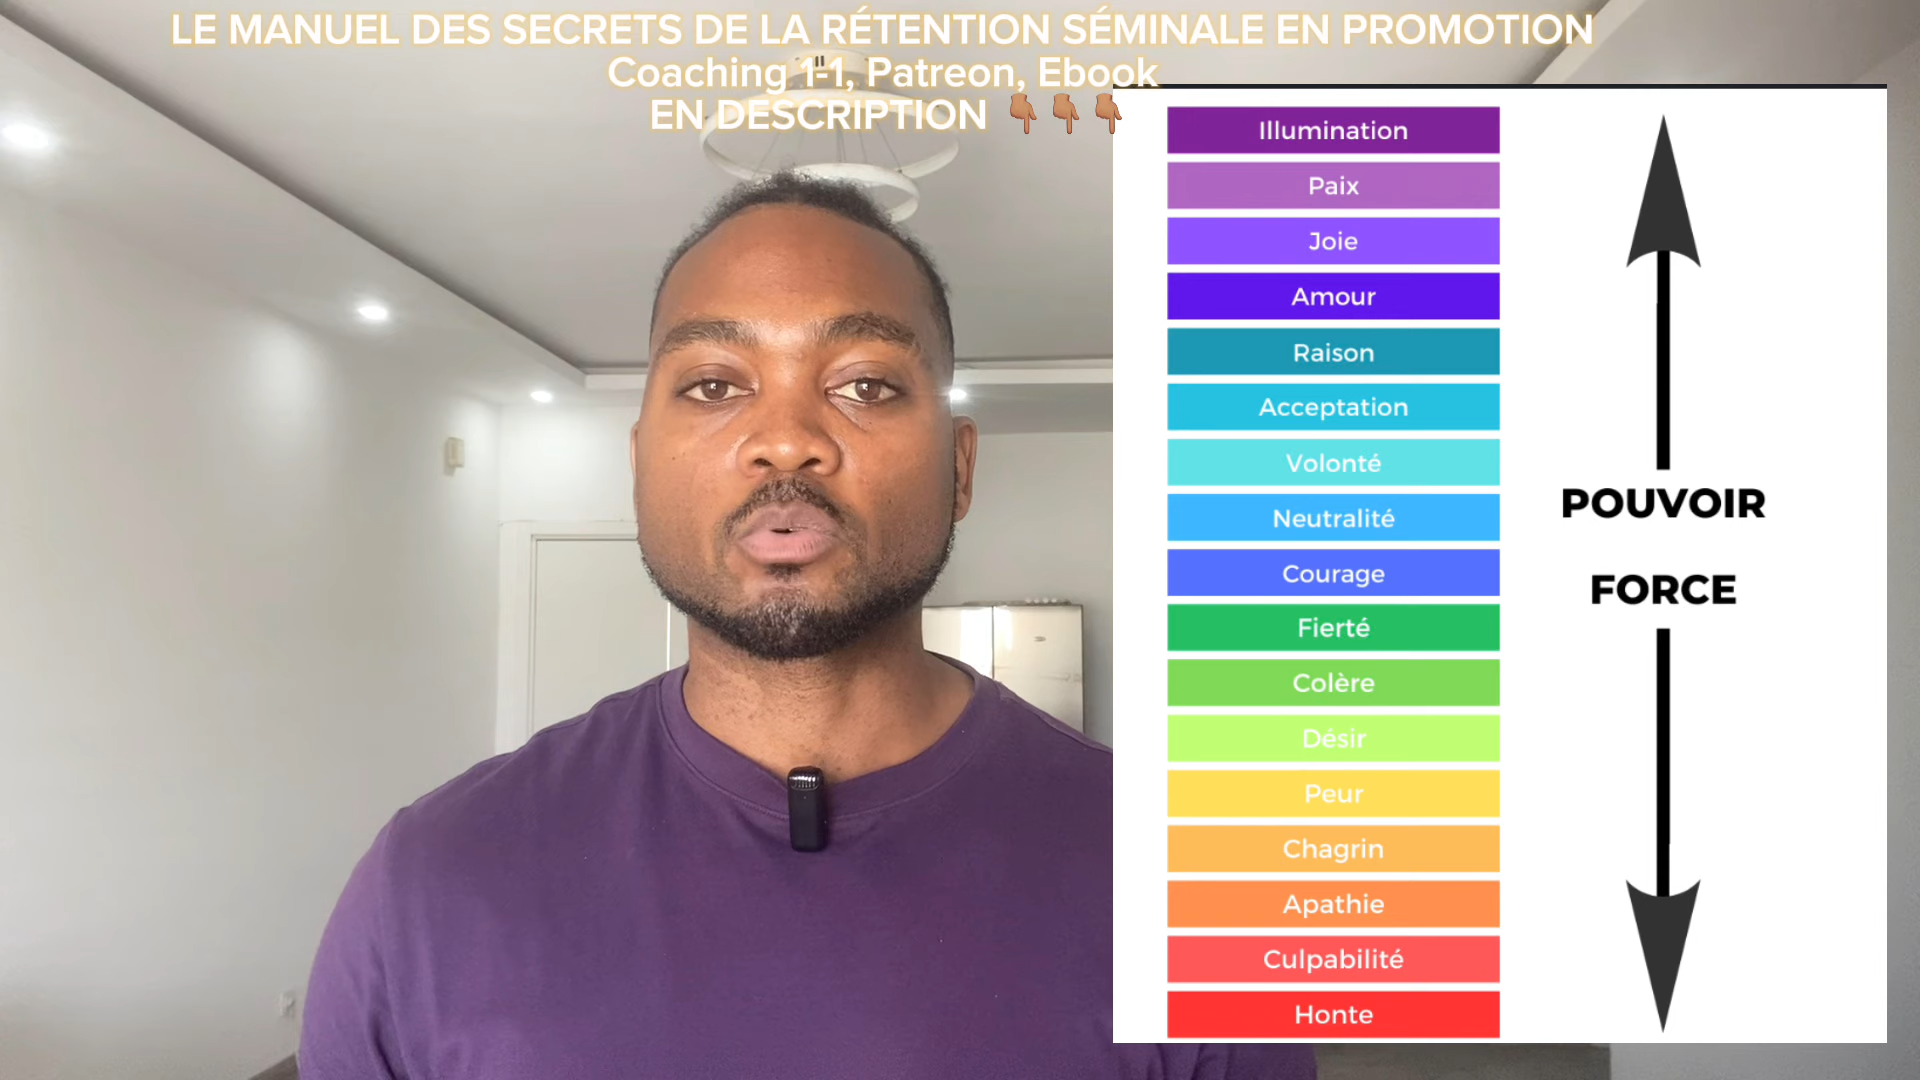 LE MANUEL DES SECRETS DE LA RÉTENTION SÉMINALE EN PROMOTION
Coaching 1-1, Patreon, Ebook
EN DESCRIPTION 👇🏾👇🏾👇🏾
Illumination
Paix
Joie
Amour
Raison
Acceptation
Volonté
Neutralité
Courage
Fierté
Colère
Désir
Peur
Chagrin
Apathie
Culpabilité
Honte
POUVOIR
FORCE